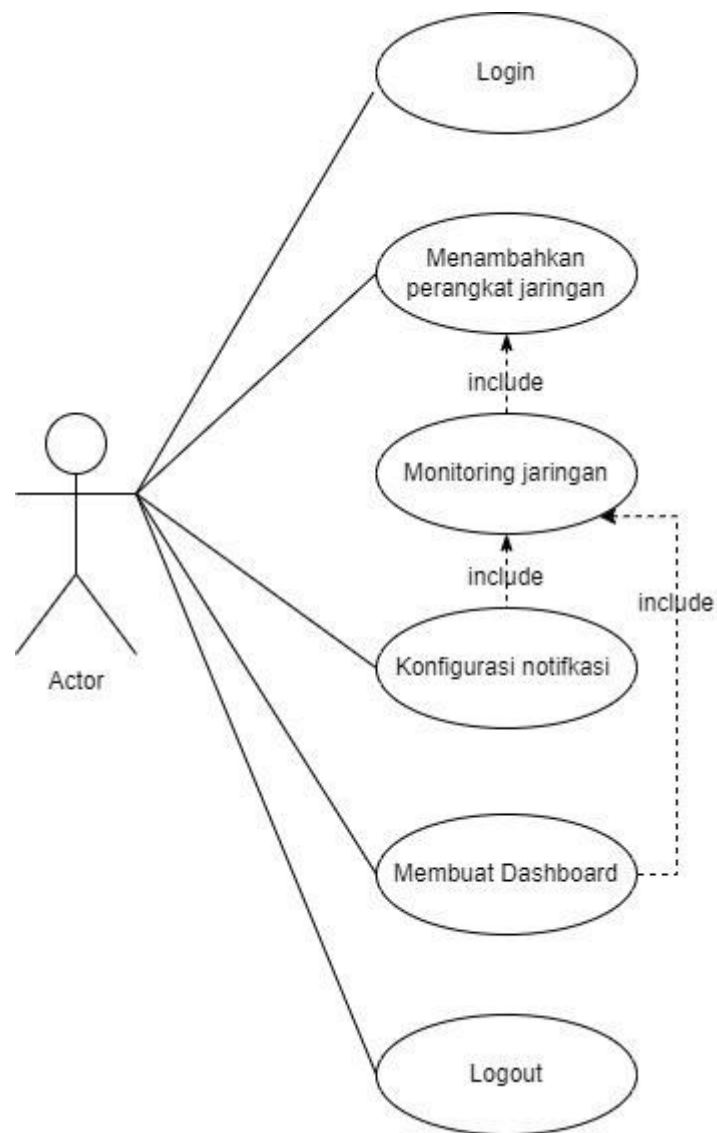 Login
Menambahkan
perangkat jaringan
include
Monitoring jaringan
include
include
Konfigurasi notifkasi
Actor
Membuat Dashboard
Logout